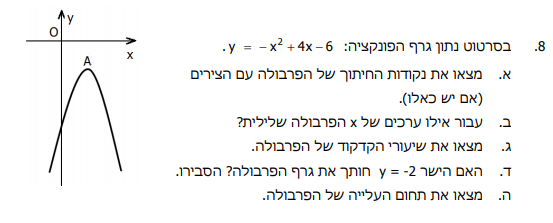 8. בסרטוט נתון גרף הפונקציה: y = −x² + 4x − 6 .
א. מצאו את נקודות החיתוך של הפרבולה עם הצירים
(אם יש כאלו).
ב. עבור אילו ערכים של x הפרבולה שלילית?
ג. מצאו את שיעורי הקדקוד של הפרבולה.
ד. האם הישר y = -2 חותך את גרף הפרבולה? הסבירו.
ה. מצאו את תחום העלייה של הפרבולה.
y
O
x
A